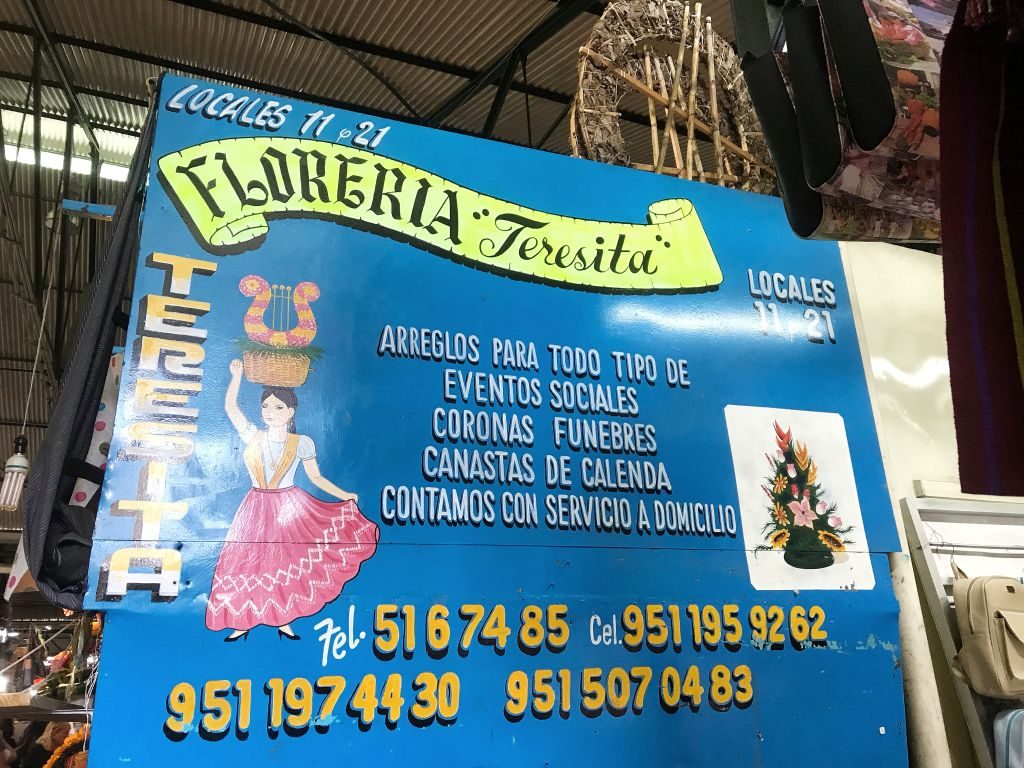 LOCALES 11 y 21
FLORERIA "Teresita"
TERESITA
LOCALES
11 y 21
ARREGLOS PARA TODO TIPO DE
EVENTOS SOCIALES
CORONAS FUNEBRES
CANASTAS DE CALENDA
CONTAMOS CON SERVICIO A DOMICILIO
Tel. 51 6 74 85 Cel. 951 195 92 62
951 197 44 30 951 507 04 83